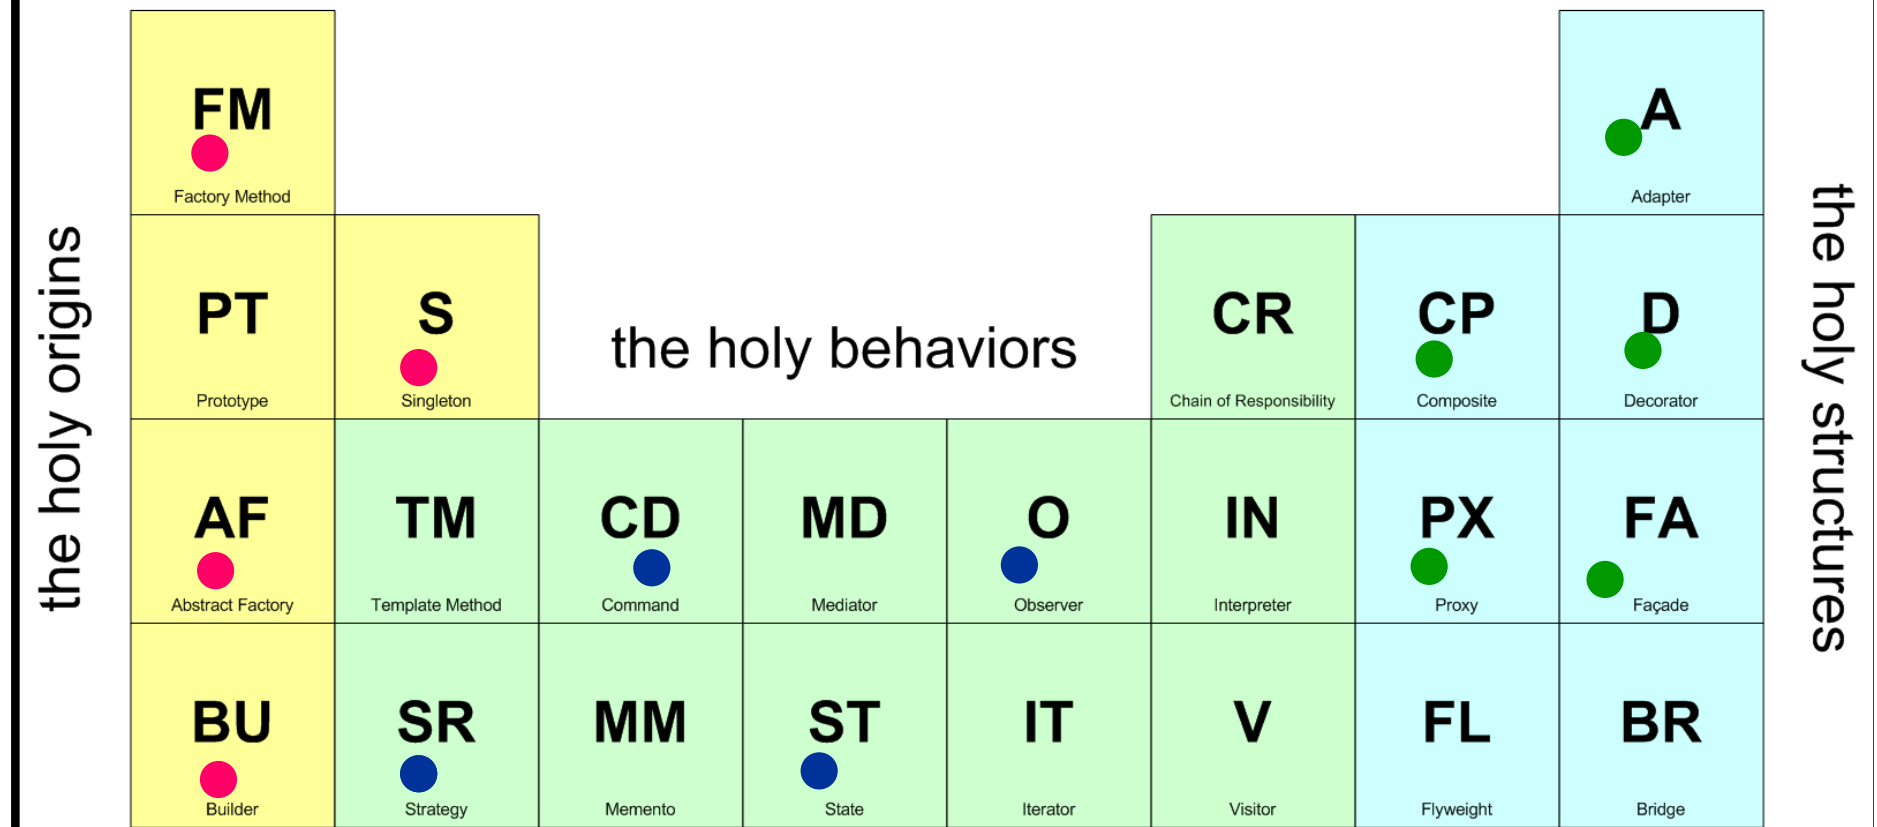 the holy origins
FM
Factory Method
A
Adapter
PT
Prototype
S
Singleton
the holy behaviors
CR
Chain of Responsibility
CP
Composite
D
Decorator
AF
Abstract Factory
TM
Template Method
CD
Command
MD
Mediator
O
Observer
IN
Interpreter
PX
Proxy
FA
Façade
BU
Builder
SR
Strategy
MM
Memento
ST
State
IT
Iterator
V
Visitor
FL
Flyweight
BR
Bridge
the holy structures